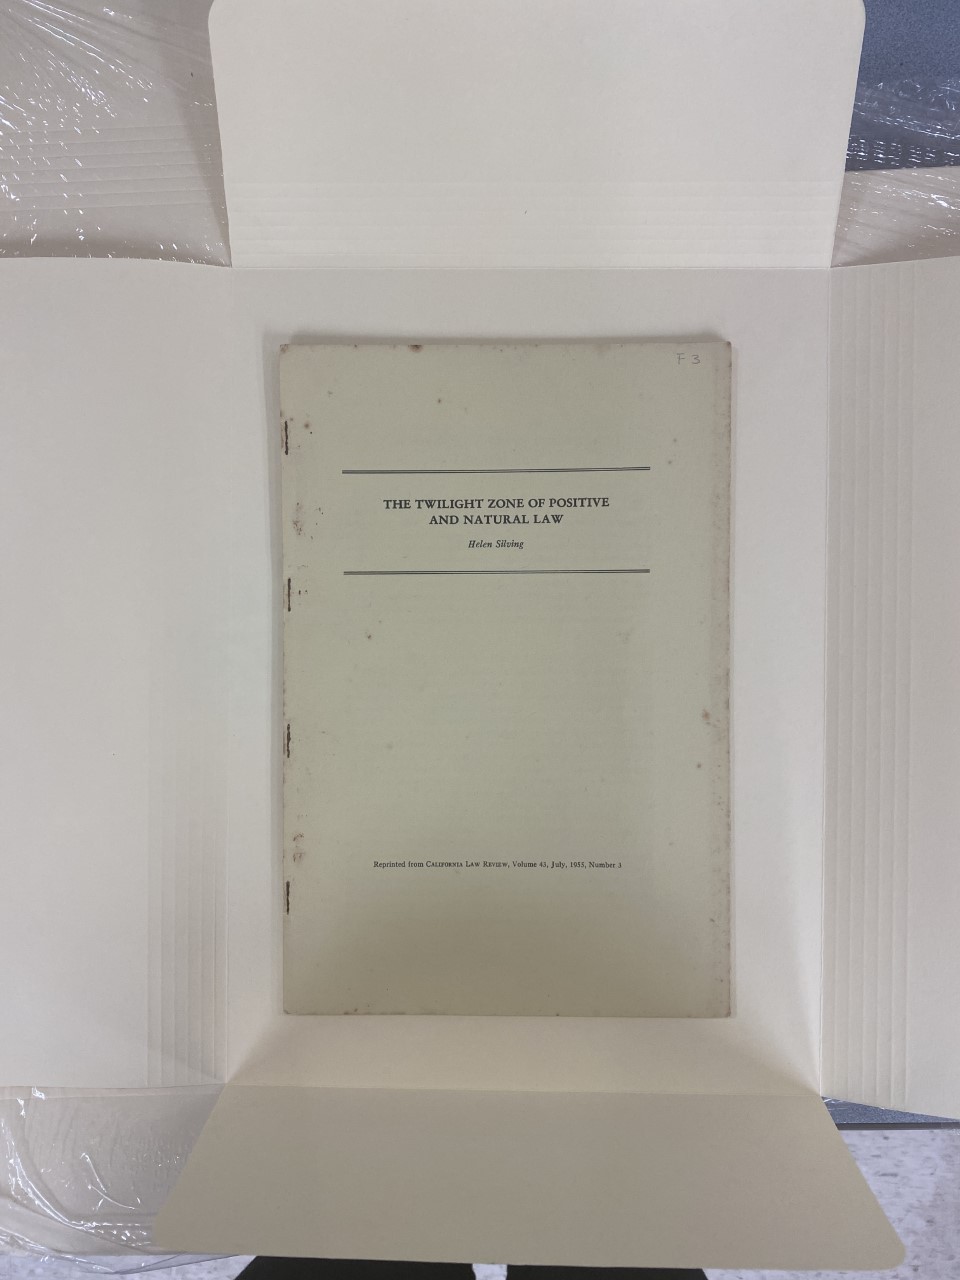 F 3
THE TWILIGHT ZONE OF POSITIVE
AND NATURAL LAW
Helen Silving
Reprinted from CALIFORNIA LAW REVIEW, Volume 43, July, 1955, Number 3